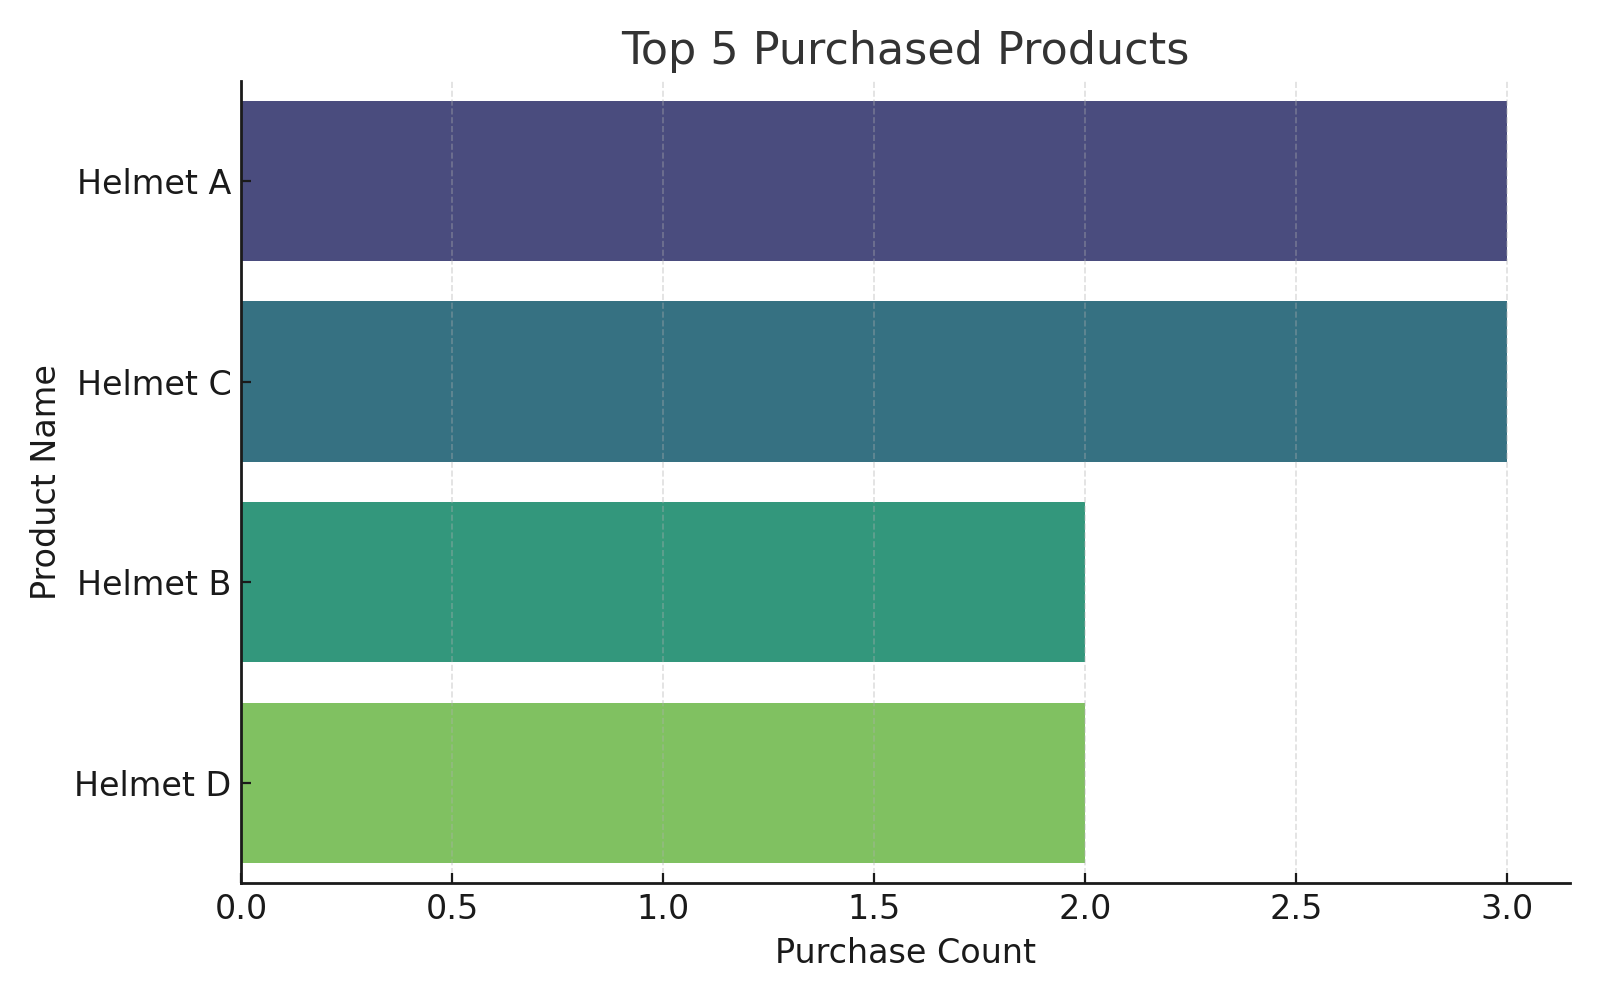 Top 5 Purchased Products
Product Name
Helmet A
Helmet C
Helmet B
Helmet D
0.0 0.5 1.0 1.5 2.0 2.5 3.0
Purchase Count